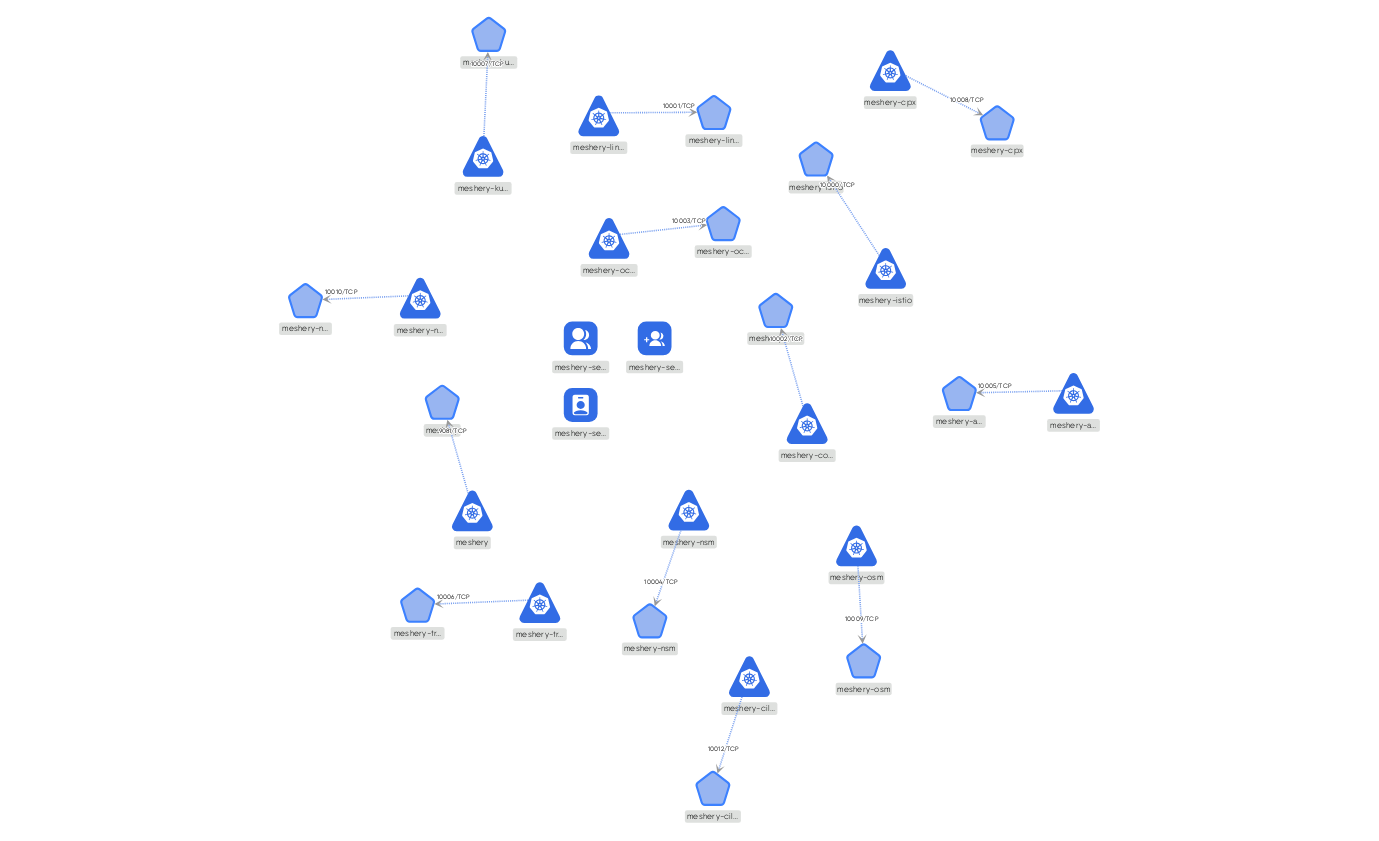 10007/TCP
meshery-ku...
meshery-lin...
10001/TCP
meshery-lin...
meshery-cpx
10008/TCP
meshery-cpx
10000/TCP
meshery-istio
meshery-oc...
10003/TCP
meshery-oc...
10010/TCP
meshery-n...
meshery-n...
meshery-se...
meshery-se...
meshery-se...
10002/TCP
meshery-co...
10005/TCP
meshery-a...
meshery-a...
9081/TCP
meshery
meshery-nsm
10004/TCP
meshery-nsm
meshery-osm
10009/TCP
meshery-osm
10006/TCP
meshery-tr...
meshery-tr...
meshery-cil...
10012/TCP
meshery-cil...